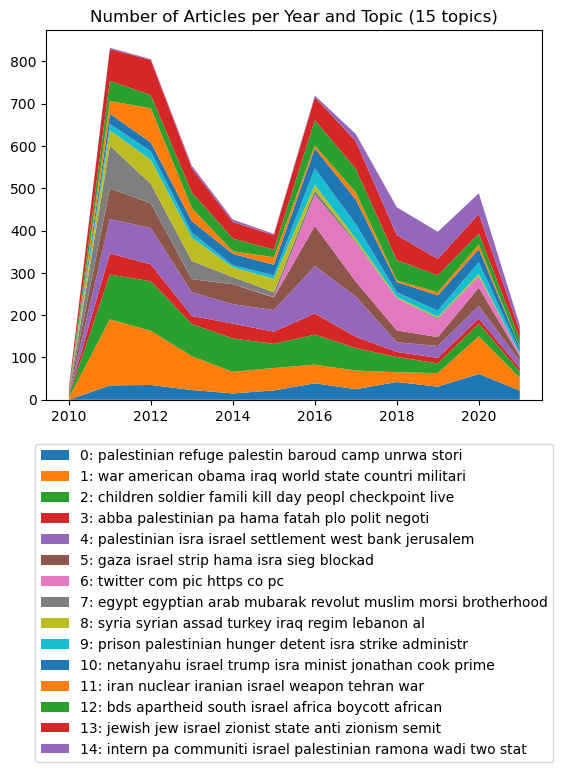 Number of Articles per Year and Topic (15 topics)
800
700
600
500
400
300
200
100
0
2010 2012 2014 2016 2018 2020
0: palestinian refuge palestin baroud camp unrwa stori
1: war american obama iraq world state countri militari
2: children soldier famili kill day peopl checkpoint live
3: abba palestinian pa hama fatah plo polit negoti
4: palestinian isra israel settlement west bank jerusalem
5: gaza israel strip hama isra sieg blockad
6: twitter com pic https co pc
7: egypt egyptian arab mubarak revolut muslim morsi brotherhood
8: syria syrian assad turkey iraq regim lebanon al
9: prison palestinian hunger detent isra strike administr
10: netanyahu israel trump isra minist jonathan cook prime
11: iran nuclear iranian israel weapon tehran war
12: bds apartheid south israel africa boycott african
13: jewish jew israel zionist state anti zionism semit
14: intern pa communiti israel palestinian ramona wadi two stat